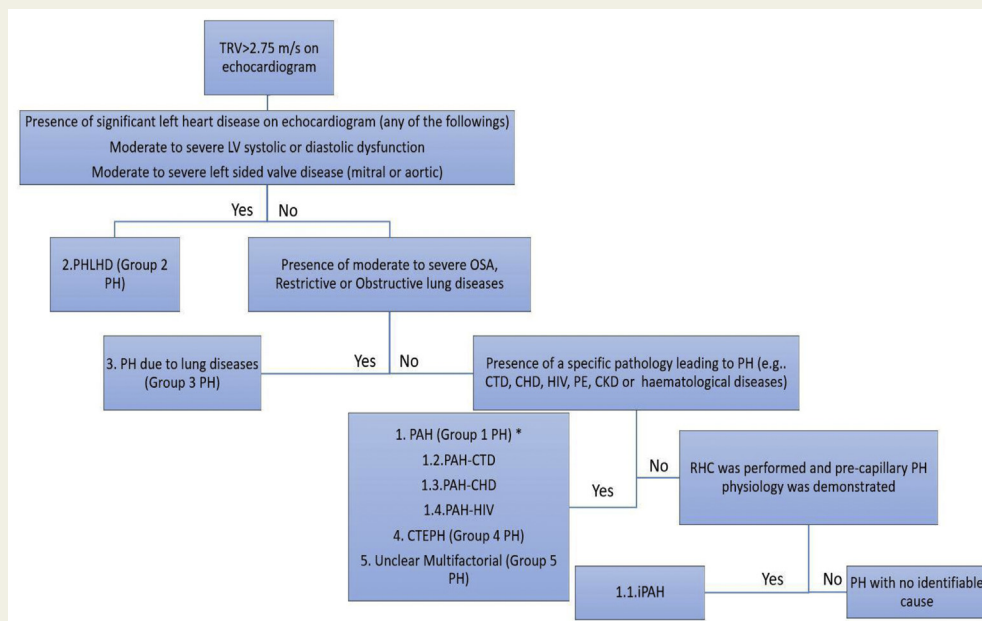 TRV>2.75 m/s on
echocardiogram
Presence of significant left heart disease on echocardiogram (any of the followings)
Moderate to severe LV systolic or diastolic dysfunction
Moderate to severe left sided valve disease (mitral or aortic)
Yes
No
2.PHLHD (Group 2
PH)
Presence of moderate to severe OSA,
Restrictive or Obstructive lung diseases
Yes
No
3. PH due to lung diseases
(Group 3 PH)
Presence of a specific pathology leading to PH (e.g..
CTD, CHD, HIV, PE, CKD or haematological diseases)
Yes
No
1. PAH (Group 1 PH) *
1.2.PAH-CTD
1.3.PAH-CHD
1.4.PAH-HIV
4. CTEPH (Group 4 PH)
5. Unclear Multifactorial (Group 5
PH)
RHC was performed and pre-capillary PH
physiology was demonstrated
Yes
No
1.1.iPAH
PH with no identifiable
cause